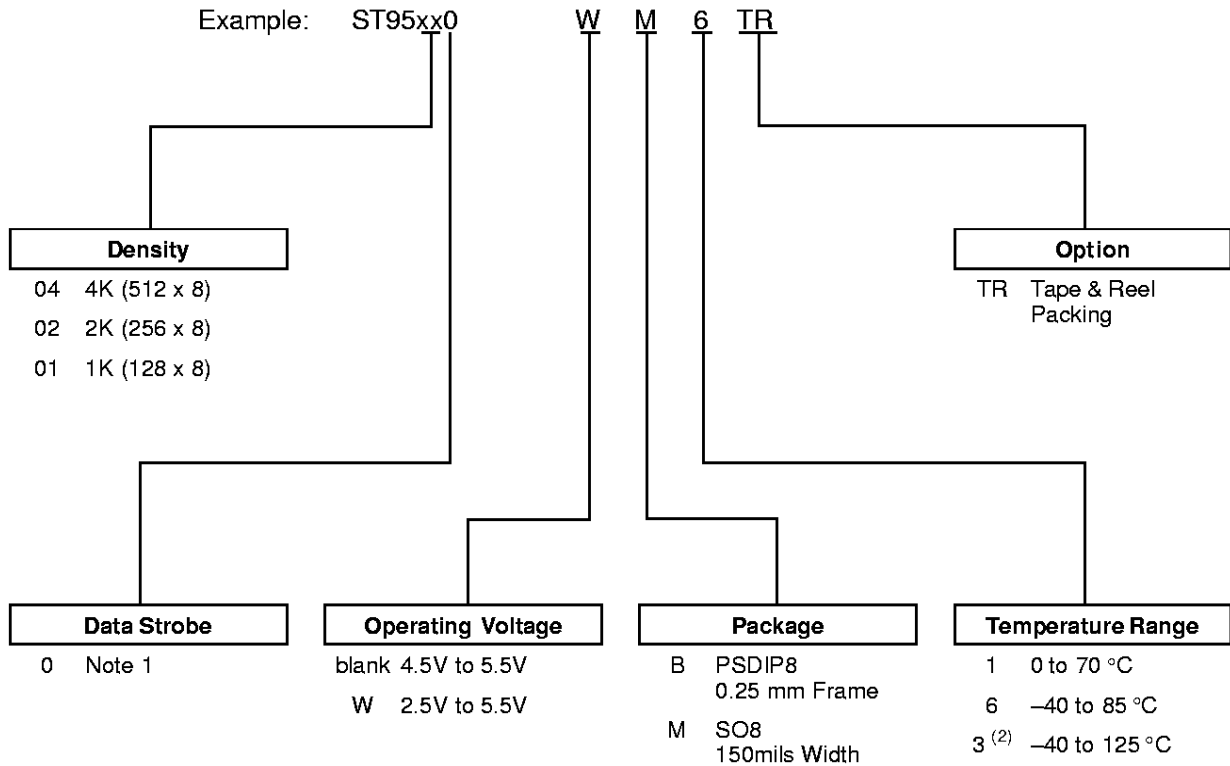 Example: ST95xx0 W M 6 TR
Density
04 4K (512 x 8)
02 2K (256 x 8)
01 1K (128 x 8)
Option
TR Tape & Reel
Packing
Data Strobe
0 Note 1
Operating Voltage
blank 4.5V to 5.5V
W 2.5V to 5.5V
Package
B PSDIP8
0.25 mm Frame
M SO8
150mils Width
Temperature Range
1 0 to 70 °C
6 –40 to 85 °C
3 (2) –40 to 125 °C